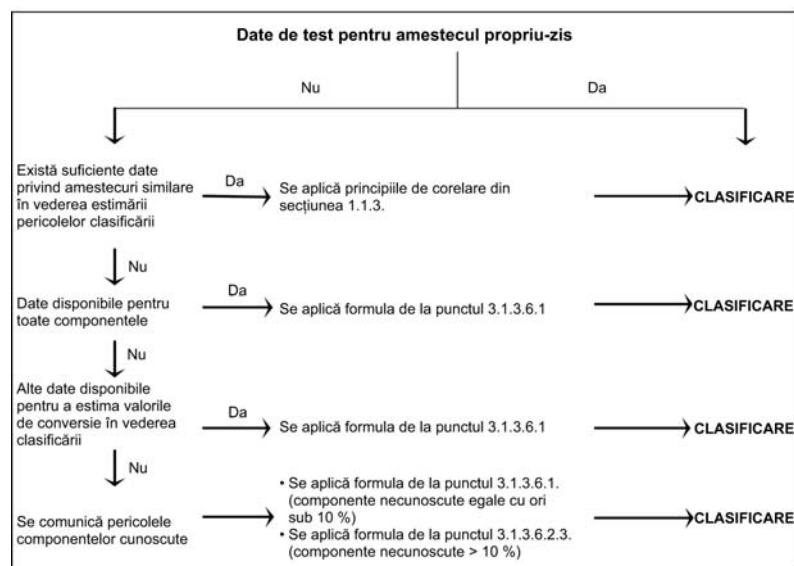 Date de test pentru amestecul propriu-zis
Nu
Da
Există suficiente date
privind amestecuri similare
în vederea estimării
pericolelor clasificării
Da
Se aplică principiile de corelare din
secțiunea 1.1.3.
CLASIFICARE
Nu
Date disponibile pentru
toate componentele
Da
Se aplică formula de la punctul 3.1.3.6.1
CLASIFICARE
Nu
Alte date disponibile
pentru a estima valorile
de conversie în vederea
clasificării
Da
Se aplică formula de la punctul 3.1.3.6.1
CLASIFICARE
Nu
Se comunică pericolele
componentelor cunoscute
• Se aplică formula de la punctul 3.1.3.6.1.
(componente necunoscute egale cu ori
sub 10 %)
• Se aplică formula de la punctul 3.1.3.6.2.3.
(componente necunoscute > 10 %)
CLASIFICARE